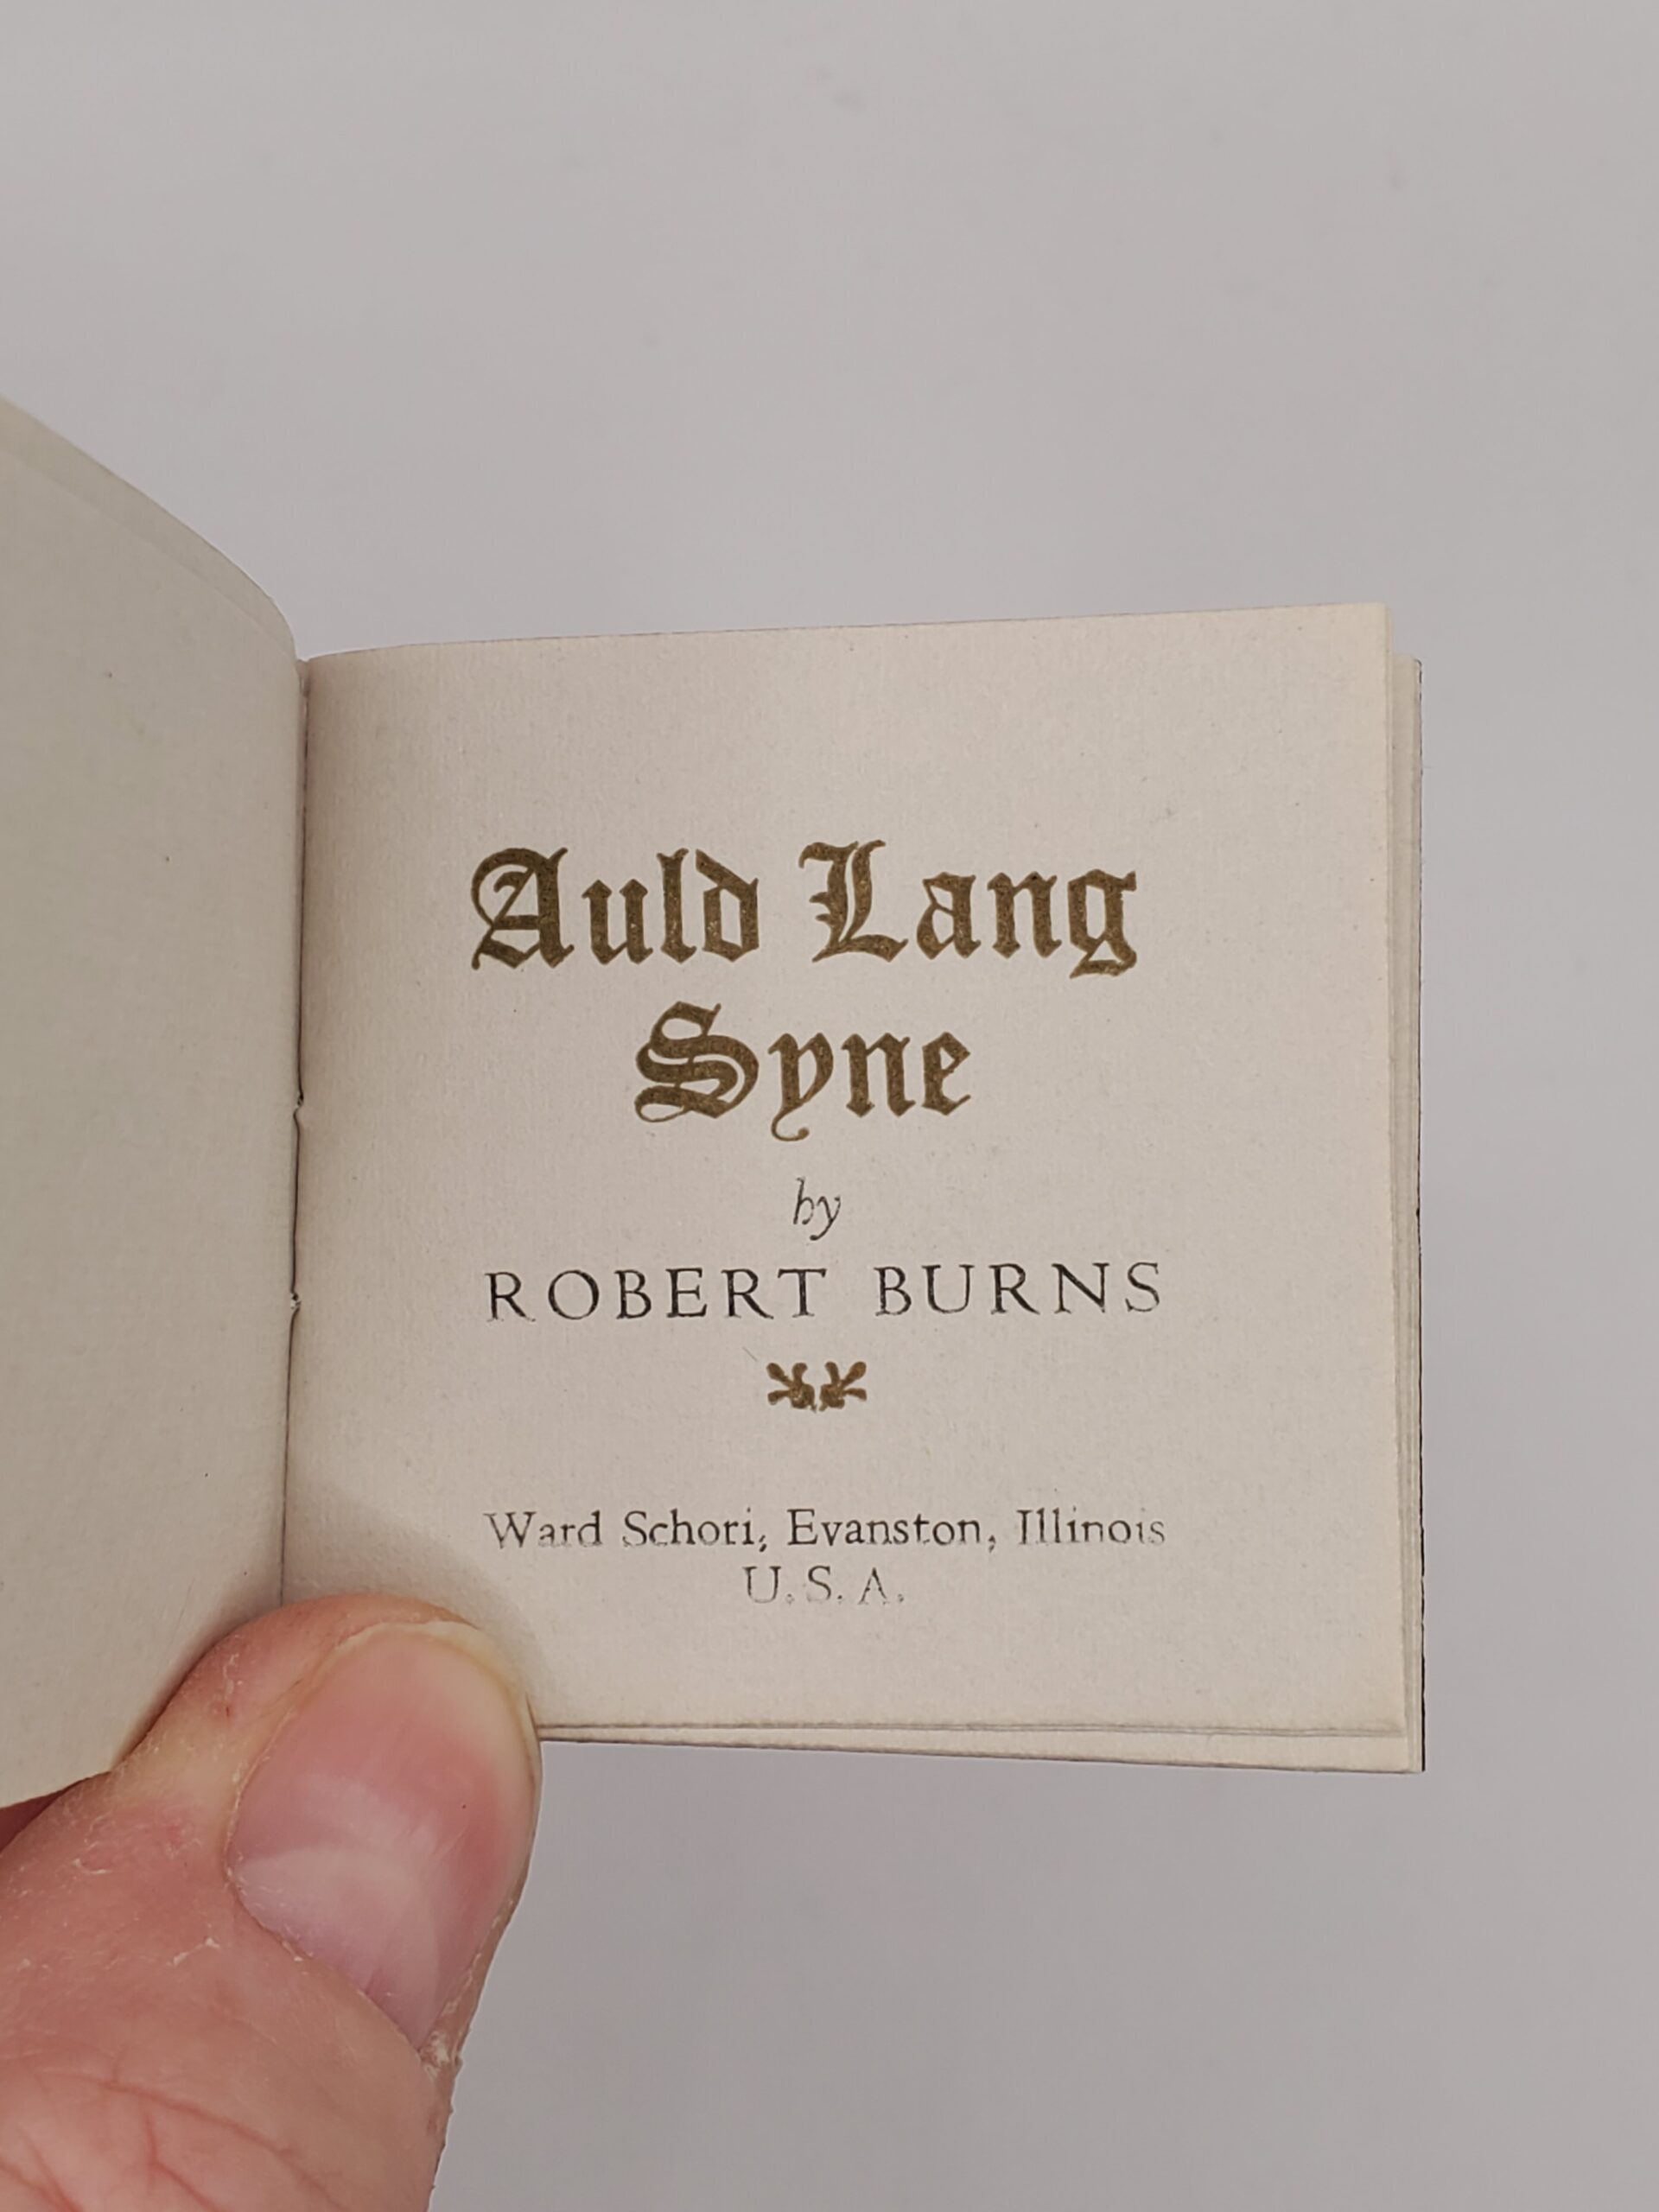 Auld Lang
Syne
by
ROBERT BURNS
Ward Schori, Evanston, Illinois
U. S. A.